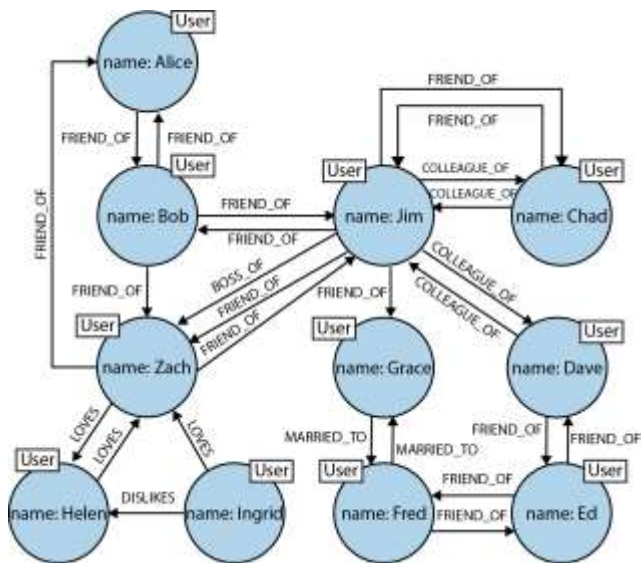 User
name: Alice
FRIEND_OF
FRIEND_OF
FRIEND_OF
FRIEND_OF
FRIEND_OF
User
name: Bob
User
name: Jim
User
name: Chad
COLLEAGUE_OF
COLLEAGUE_OF
FRIEND_OF
FRIEND_OF
BOSS_OF
FRIEND_OF
FRIEND_OF
FRIEND_OF
FRIEND_OF
COLLEAGUE_OF
COLLEAGUE_OF
User
name: Zach
User
name: Grace
User
name: Dave
LOVES
LOVES
LOVES
MARRIED_TO
MARRIED_TO
FRIEND_OF
FRIEND_OF
User
name: Helen
DISLIKES
User
name: Ingrid
User
name: Fred
FRIEND_OF
FRIEND_OF
User
name: Ed